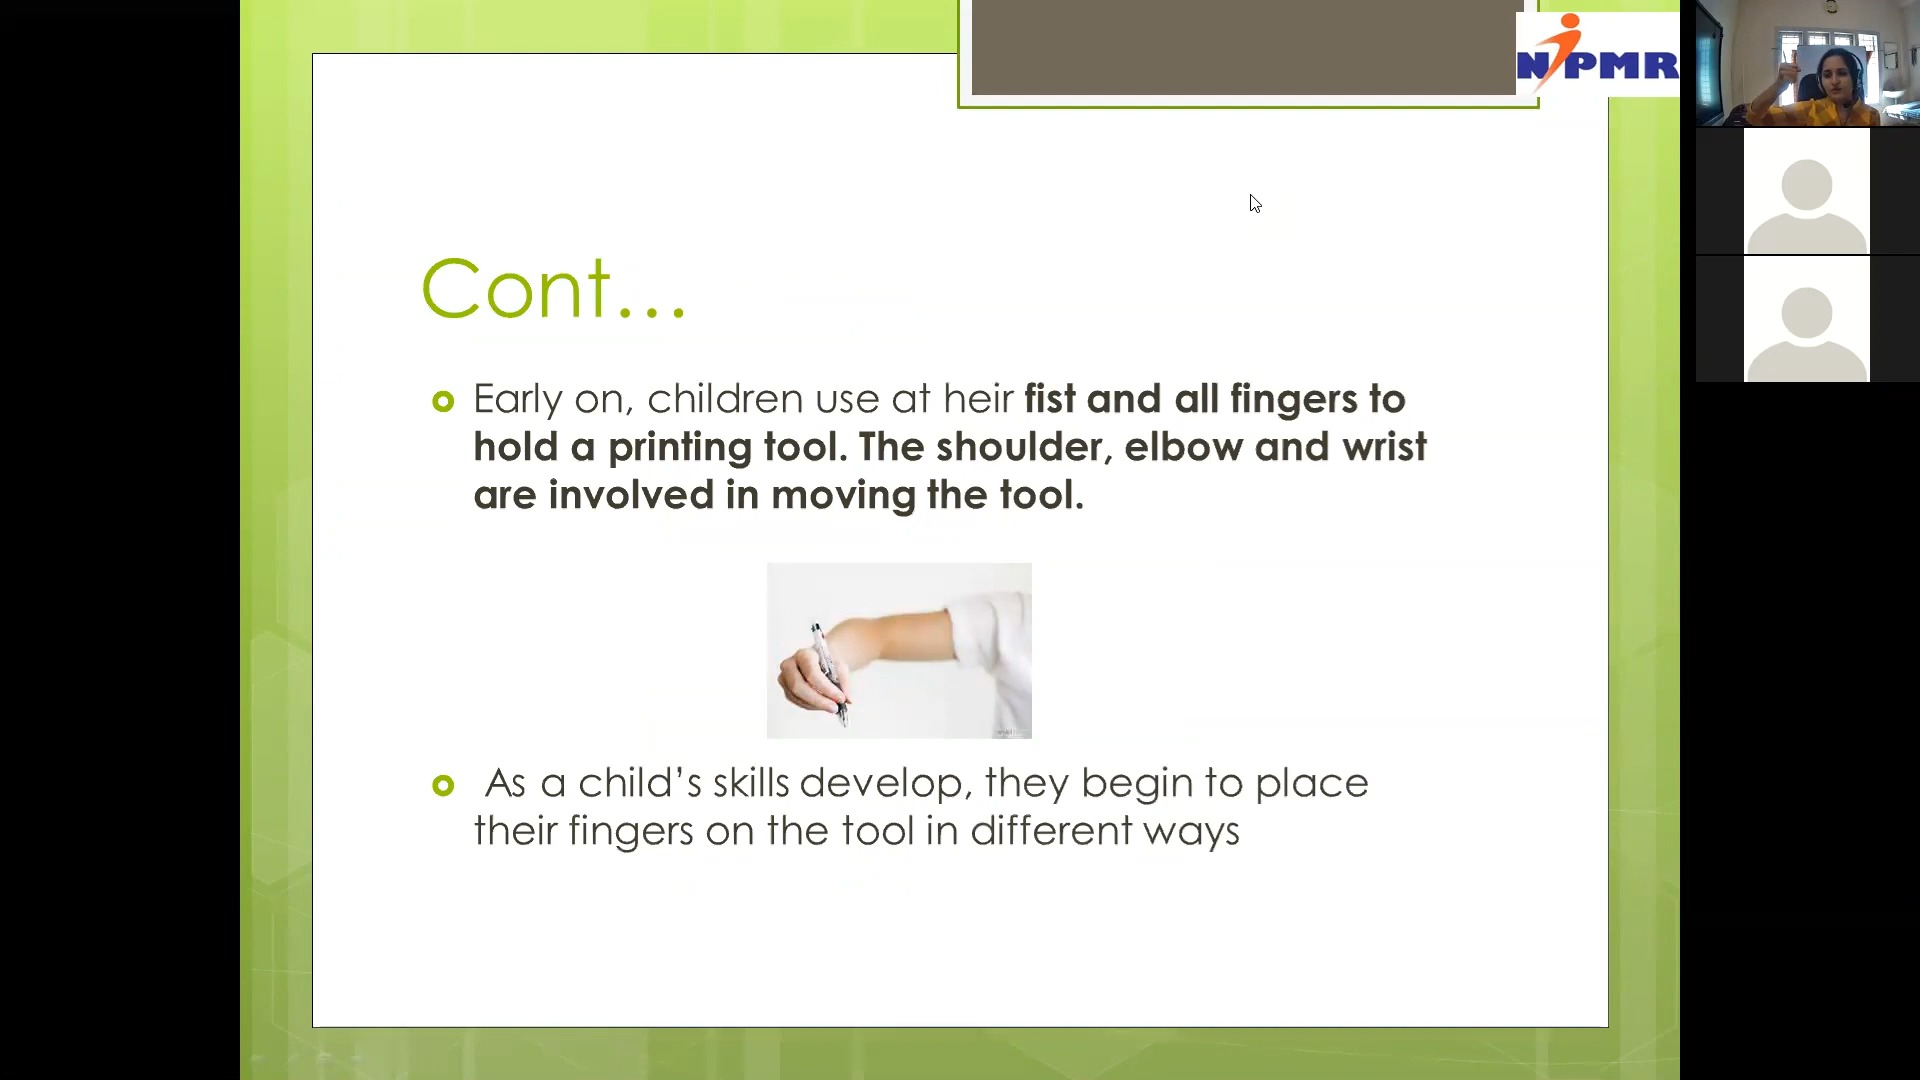 NIPMR
Cont...
Early on, children use at heir fist and all fingers to
hold a printing tool. The shoulder, elbow and wrist
are involved in moving the tool.
As a child’s skills develop, they begin to place
their fingers on the tool in different ways